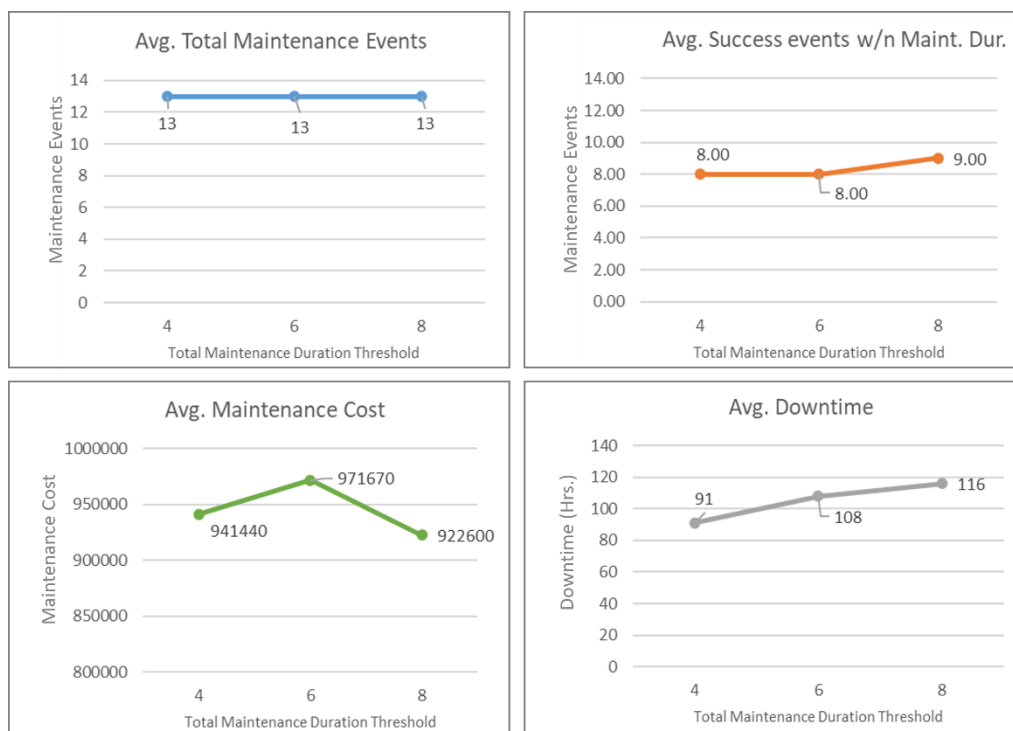 Avg. Total Maintenance Events
Maintenance Events
14
12
10
8
6
4
2
0
13
13
13
4 6 8
Total Maintenance Duration Threshold
Avg. Success events w/n Maint. Dur.
Maintenance Events
14.00
12.00
10.00
8.00
6.00
4.00
2.00
0.00
8.00
8.00
9.00
4 6 8
Total Maintenance Duration Threshold
Avg. Maintenance Cost
Maintenance Cost
1000000
950000
900000
850000
800000
941440
971670
922600
4 6 8
Total Maintenance Duration Threshold
Avg. Downtime
Downtime (Hrs.)
140
120
100
80
60
40
20
0
91
108
116
4 6 8
Total Maintenance Duration Threshold